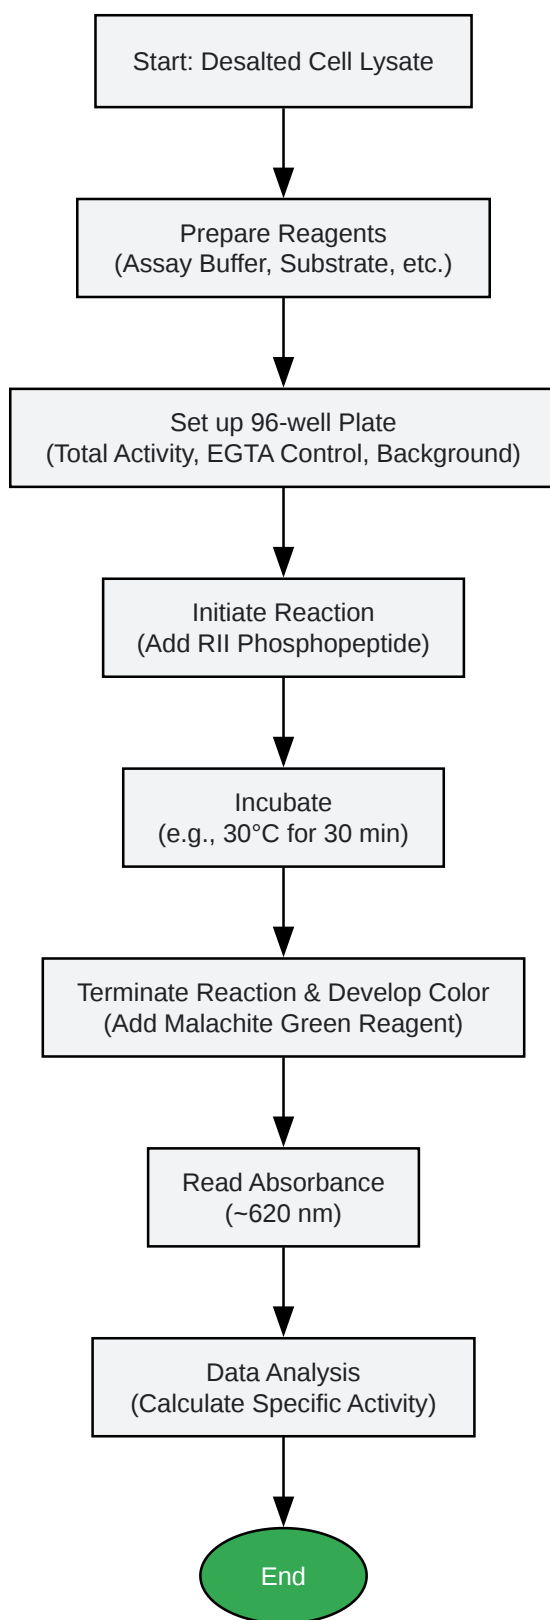 Start: Desalted Cell Lysate
Prepare Reagents
(Assay Buffer, Substrate, etc.)
Set up 96-well Plate
(Total Activity, EGTA Control, Background)
Initiate Reaction
(Add RII Phosphopeptide)
Incubate
(e.g., 30°C for 30 min)
Terminate Reaction & Develop Color
(Add Malachite Green Reagent)
Read Absorbance
(~620 nm)
Data Analysis
(Calculate Specific Activity)
End